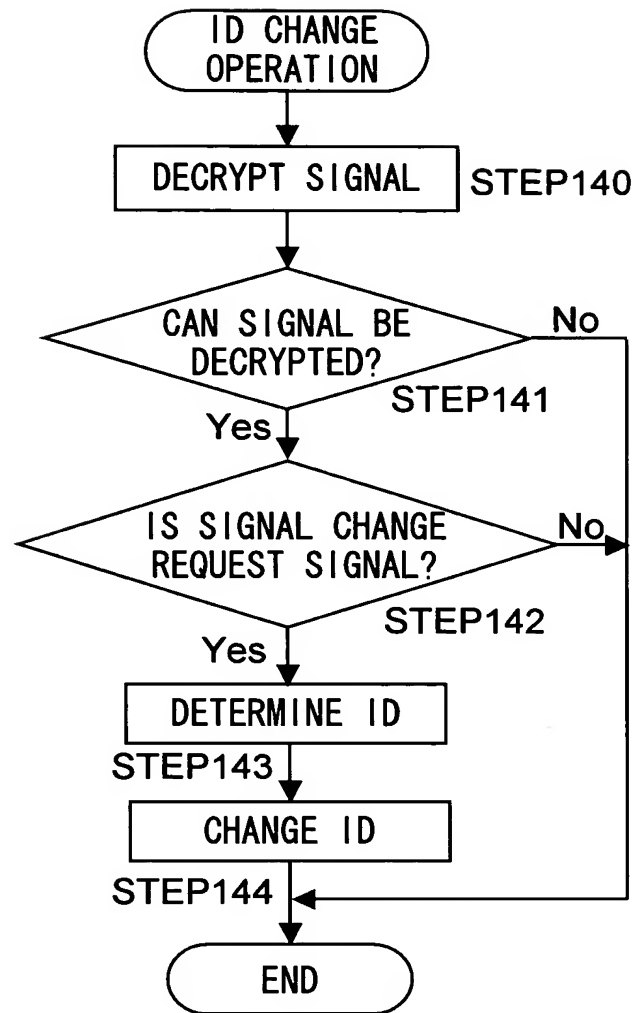 ID CHANGE
OPERATION
DECRYPT SIGNAL
STEP140
CAN SIGNAL BE
DECRYPTED?
No
STEP141
Yes
IS SIGNAL CHANGE
REQUEST SIGNAL?
No
STEP142
Yes
DETERMINE ID
STEP143
CHANGE ID
STEP144
END